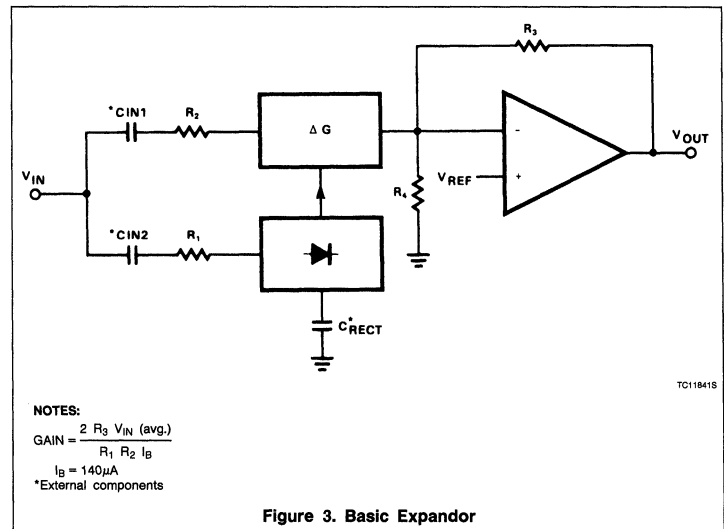 R₃
*CIN1
R₂
ΔG
VIN
VREF
-
+
VOUT
R₄
*CIN2
R₁
C*RECT
TC11841S
NOTES:
GAIN = 2 R₃ VIN (avg.) / R₁ R₂ IB
IB = 140μA
*External components
Figure 3. Basic Expandor